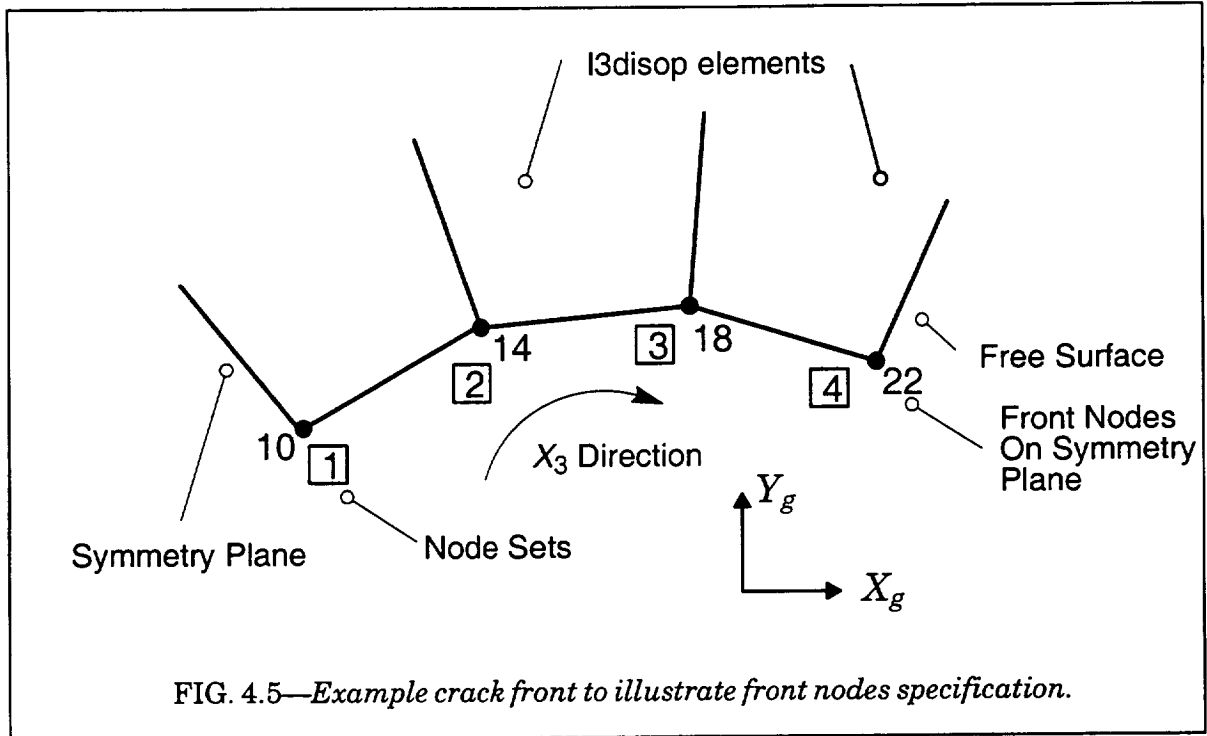 l3disop elements
14
3
18
2
4
22
Free Surface
10
1
X3 Direction
Front Nodes
On Symmetry
Plane
Yg
Symmetry Plane
Node Sets
Xg
FIG. 4.5—Example crack front to illustrate front nodes specification.